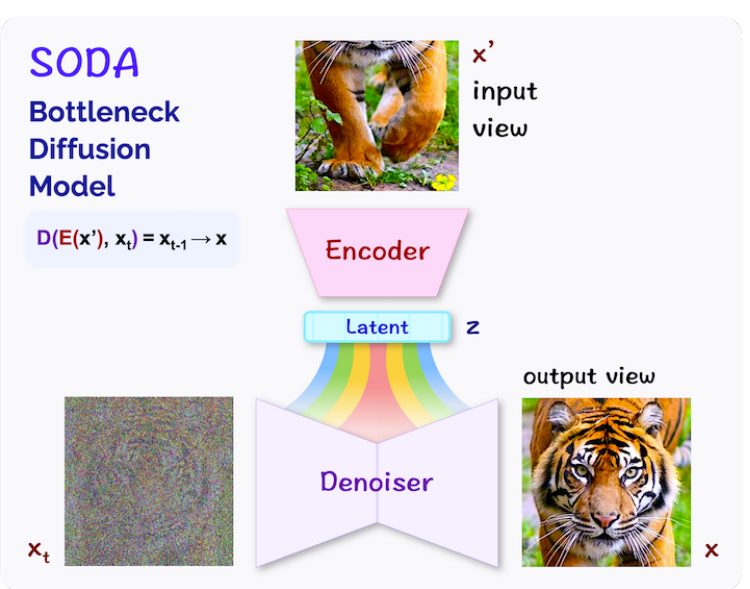 SODA
Bottleneck
Diffusion
Model
D(E(x’), xₜ) = xₜ₋₁ → x
x’
input
view
Encoder
Latent
z
output view
Denoiser
xₜ
x